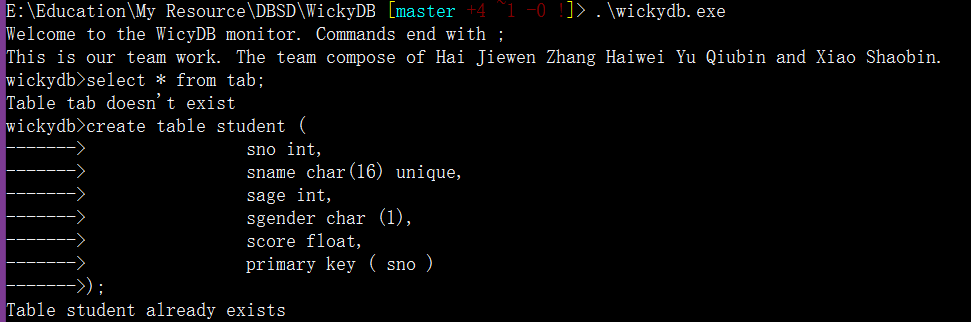 E:\Education\My Resource\DBSD\WickyDB [master +4 ~1 -0 !]> .\wickydb.exe
Welcome to the WicyDB monitor. Commands end with ;
This is our team work. The team compose of Hai Jiewen Zhang Haiwei Yu Qiubin and Xiao Shaobin.
wickydb>select * from tab;
Table tab doesn't exist
wickydb>create table student (
-------> sno int,
-------> sname char(16) unique,
-------> sage int,
-------> sgender char (1),
-------> score float,
-------> primary key ( sno )
------->);
Table student already exists